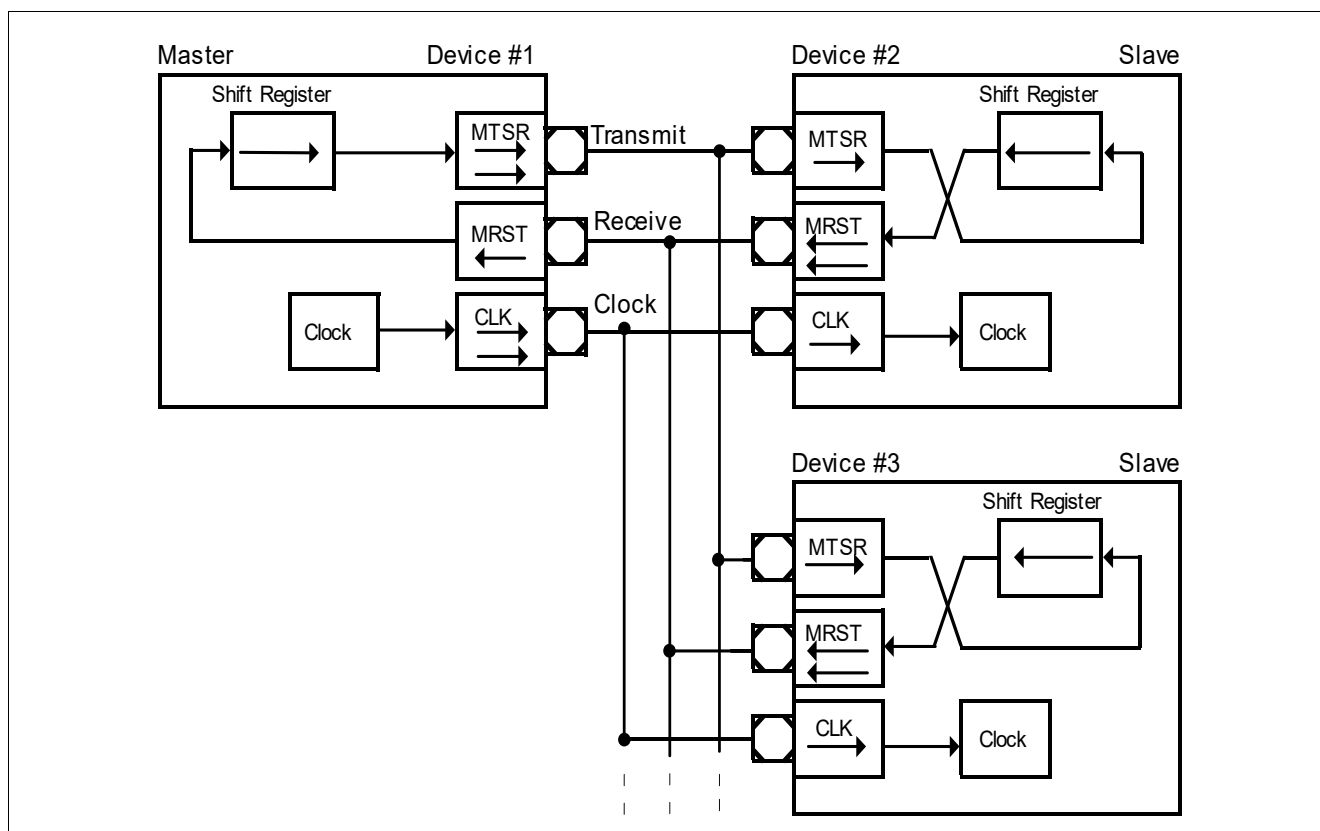 Master Device #1 Device #2 Slave
Shift Register Shift Register
MTSR Transmit MTSR
MRST Receive MRST
Clock CLK Clock CLK Clock
Device #3 Slave
Shift Register
MTSR
MRST
CLK Clock